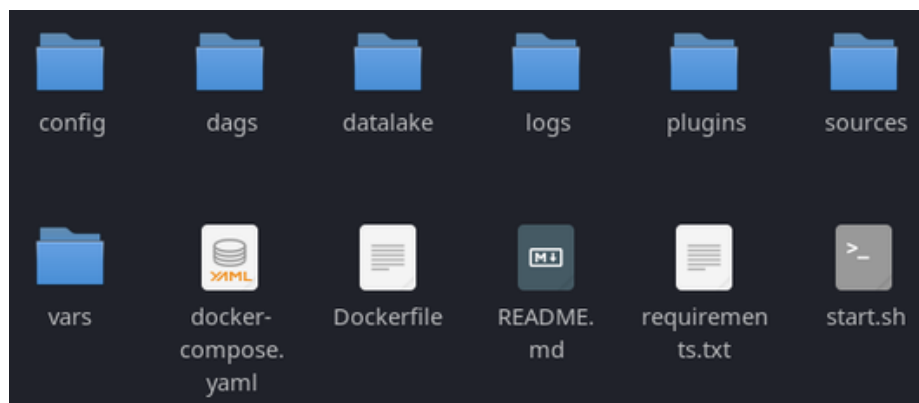 config
dags
datalake
logs
plugins
sources
vars
YAML
docker-
compose.
yaml
Dockerfile
M
README.
md
requiremen
ts.txt
>_
start.sh